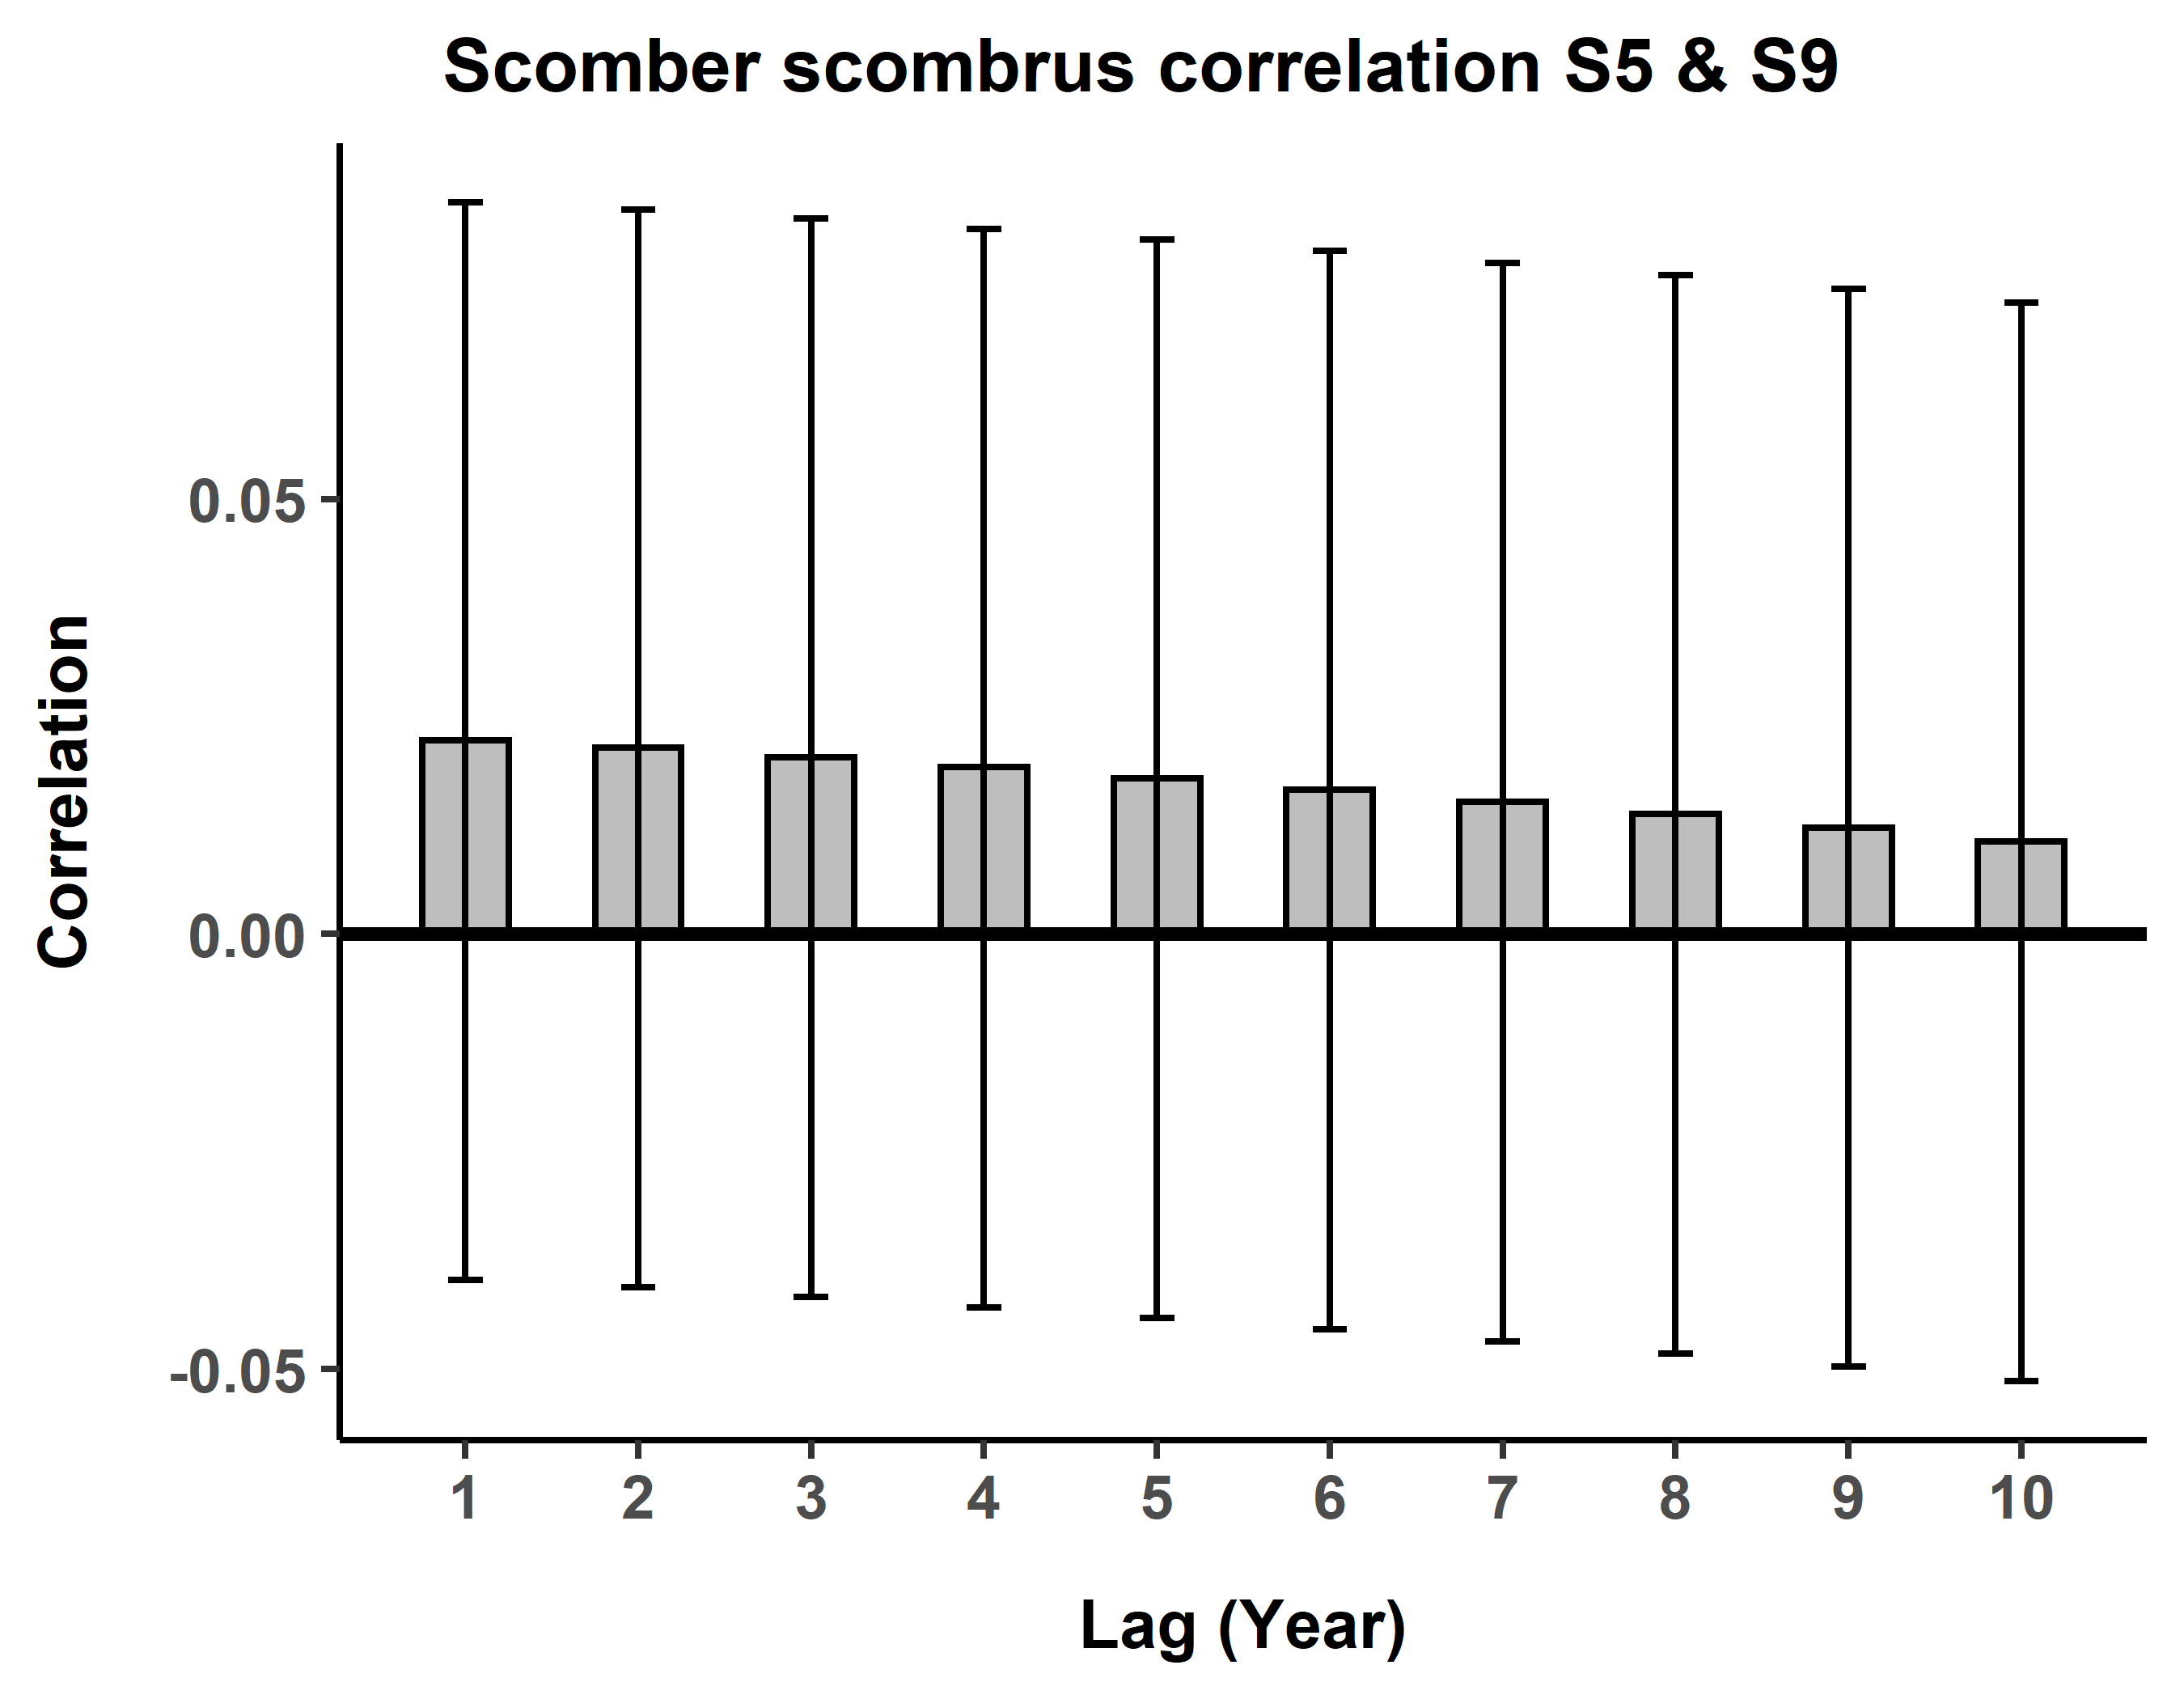 Scomber scombrus correlation S5 & S9
Correlation
0.05
0.00
-0.05
1 2 3 4 5 6 7 8 9 10
Lag (Year)